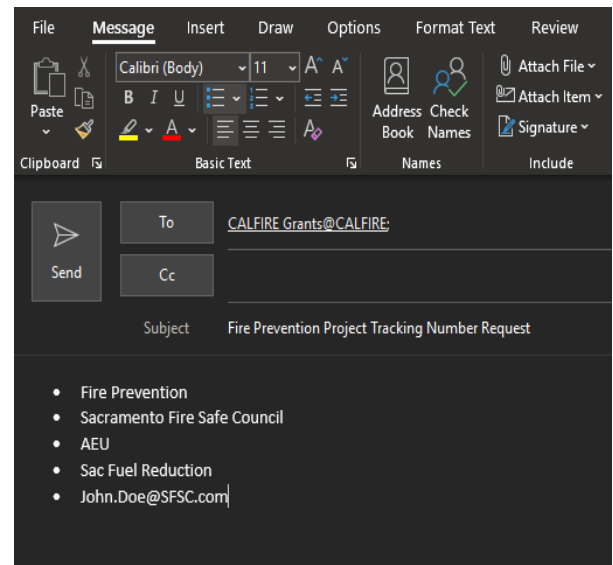 File Message Insert Draw Options Format Text Review
Calibri (Body) 11 A^ Aˇ
Paste
B I U
A
A
Address Book
Check Names
Attach File
Attach Item
Signature
Clipboard Basic Text Names Include
Send
To CALFIRE Grants@CALFIRE;
Cc
Subject Fire Prevention Project Tracking Number Request
• Fire Prevention
• Sacramento Fire Safe Council
• AEU
• Sac Fuel Reduction
• John.Doe@SFSC.com